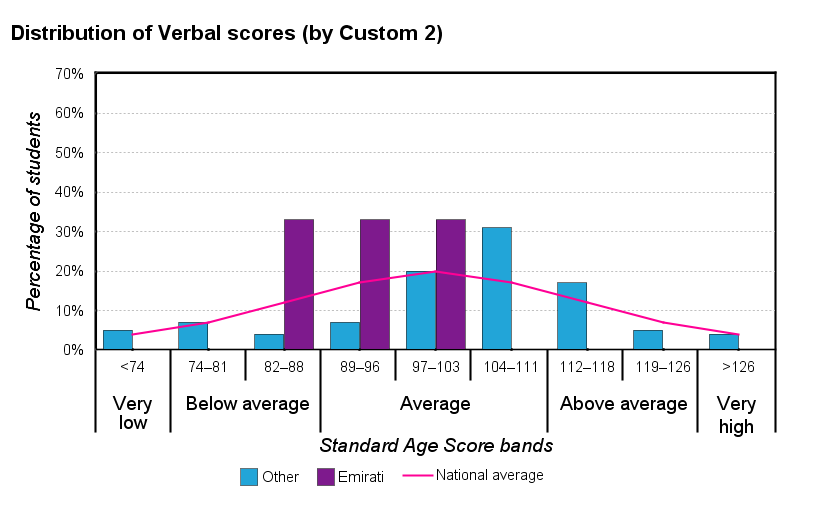 Distribution of Verbal scores (by Custom 2)
Percentage of students
70%
60%
50%
40%
30%
20%
10%
0%
<74 74–81 82–88 89–96 97–103 104–111 112–118 119–126 >126
Very low Below average Average Above average Very high
Standard Age Score bands
Other Emirati National average